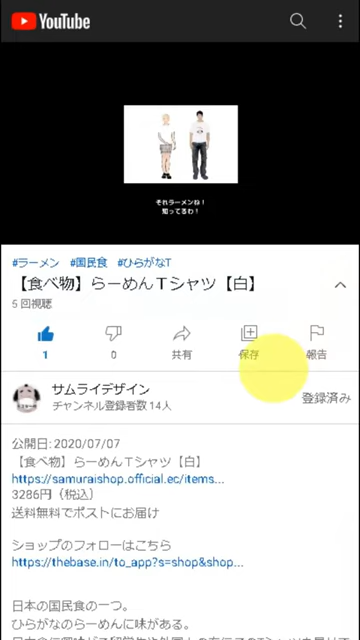 YouTube
それラーメンね!
知ってるわ!
#ラーメン #国民食 #ひらがなT
【食べ物】らーめんTシャツ【白】
5 回視聴
1
0
共有
保存
報告
サムライデザイン
チャンネル登録者数 14人
登録済み
公開日: 2020/07/07
【食べ物】らーめんTシャツ【白】
https://samuraishop.official.ec/items...
3286円（税込）
送料無料でポストにお届け
ショップのフォローはこちら
https://thebase.in/to_app?s=shop&shop...
日本の国民食の一つ。
ひらがなのらーめんに味がある。